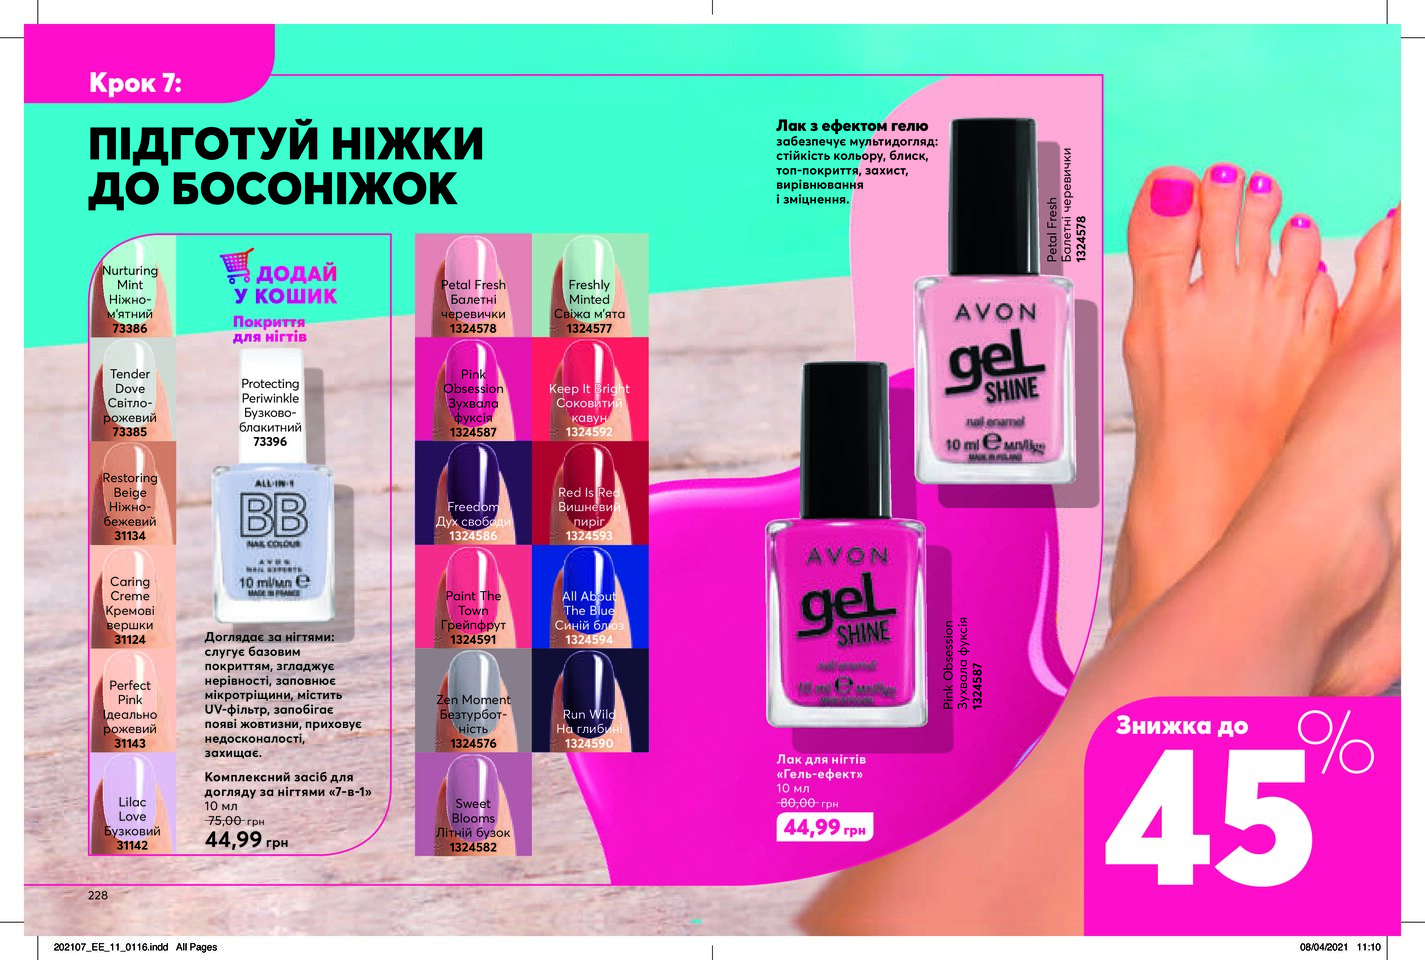 Крок 7:
ПІДГОТУЙ НІЖКИ
ДО БОСОНІЖОК
Nurturing
Mint
Ніжно-
м'ятний
73386
Tender
Dove
Світло-
рожевий
73385
Restoring
Beige
Ніжно-
бежевий
31134
Caring
Creme
Кремові
вершки
31124
Perfect
Pink
Ідеально
рожевий
31143
Lilac
Love
Бузковий
31142
ДОДАЙ
У КОШИК
Покриття
для нігтів
Protecting
Periwinkle
Бузково-
блакитний
73396
ALL-IN-1
BB
NAIL COLOUR
AVON
NAIL EXPERTS
10 ml/мл e
MADE IN FRANCE
Доглядає за нігтями:
слугує базовим
покриттям, згладжує
нерівності, заповнює
мікротріщини, містить
UV-фільтр, запобігає
появі жовтизни, приховує
недосконалості,
захищає.
Комплексний засіб для
догляду за нігтями «7-в-1»
10 мл
75,00 грн
44,99 грн
Petal Fresh
Балетні
черевички
1324578
Freshly
Minted
Свіжа м'ята
1324577
Pink
Obsession
Зухвала
фуксія
1324587
Keep It Bright
Соковитий
кавун
1324592
Freedom
Дух свободи
1324586
Red Is Red
Вишневий
пиріг
1324593
Paint The
Town
Грейпфрут
1324591
All About
The Blue
Синій блюз
1324594
Zen Moment
Безтурбот-
ність
1324576
Run Wild
На глибині
1324590
Sweet
Blooms
Літній бузок
1324582
Лак з ефектом гелю
забезпечує мультидогляд:
стійкість кольору, блиск,
топ-покриття, захист,
вирівнювання
і зміцнення.
Petal Fresh
Балетні черевички
1324578
AVON
gel
SHINE
nail enamel
10 ml e
MADE IN POLAND
AVON
gel
SHINE
nail enamel
Pink Obsession
Зухвала фуксія
1324587
Лак для нігтів
«Гель-ефект»
10 мл
80,00 грн
44,99 грн
Знижка до
45%
228
202107_EE_11_0116.indd All Pages
08/04/2021 11:10